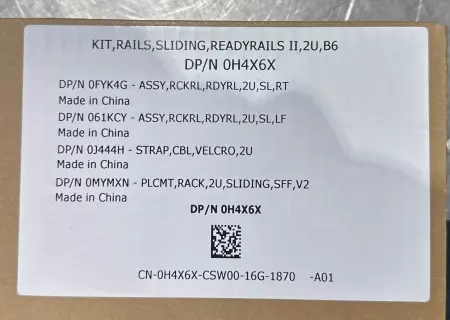 KIT,RAILS,SLIDING,READYRAILS II,2U,B6
DP/N 0H4X6X
DP/N 0FYK4G - ASSY,RCKRL,RDYRL,2U,SL,RT
Made in China
DP/N 061KCY - ASSY,RCKRL,RDYRL,2U,SL,LF
Made in China
DP/N 0J444H - STRAP,CBL,VELCRO,2U
Made in China
DP/N 0MYMXN - PLCMT,RACK,2U,SLIDING,SFF,V2
Made in China
DP/N 0H4X6X
CN-0H4X6X-CSW00-16G-1870 -A01